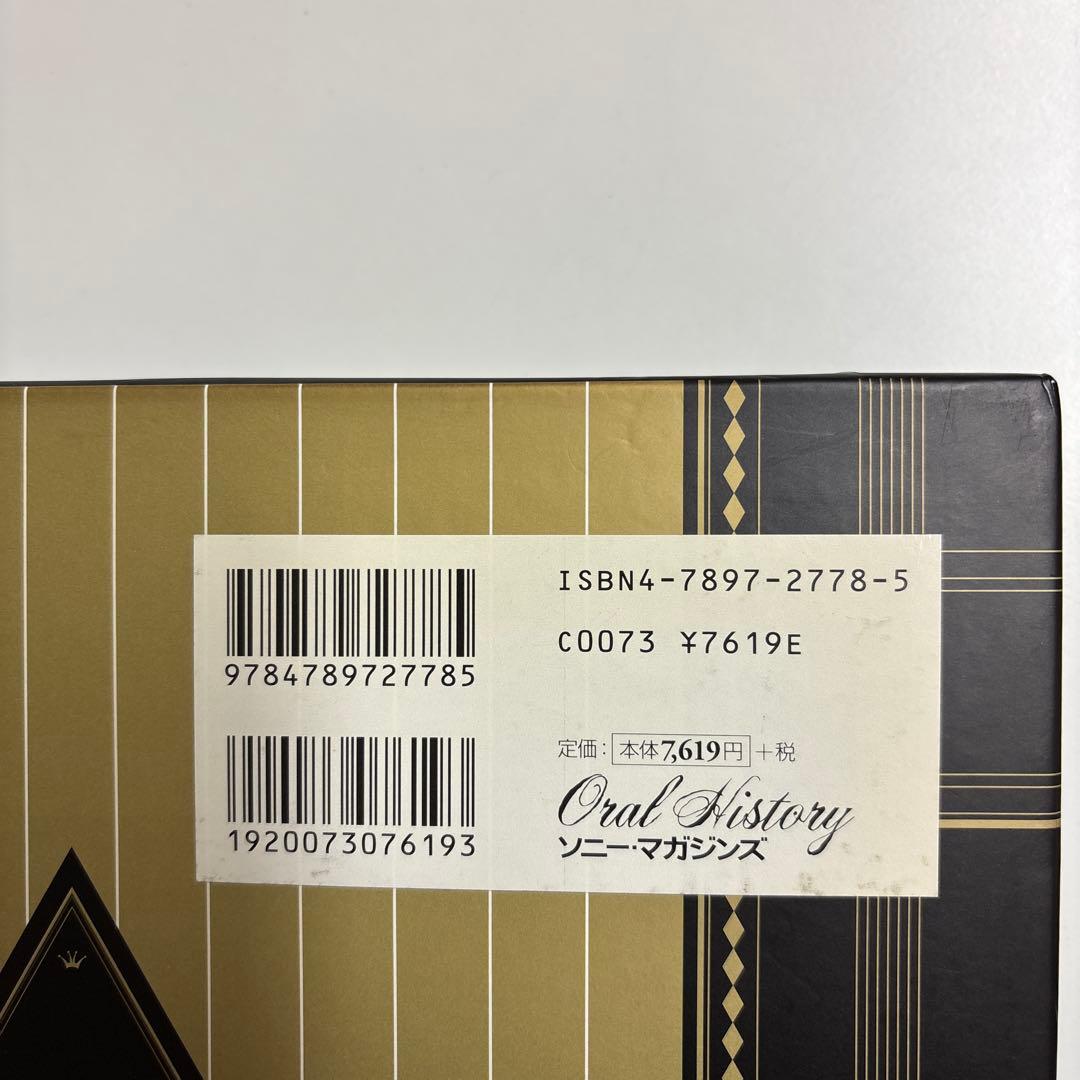 9784789727785
1920073076193
ISBN4-7897-2778-5
C0073 ¥7619E
定価:本体7,619円+税
Oral History
ソニー・マガジンズ